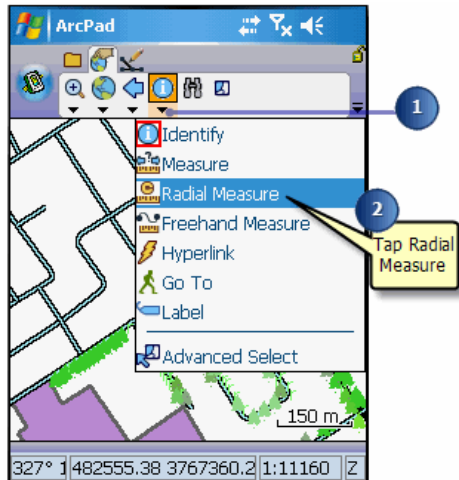 ArcPad
1
Identify
Measure
Radial Measure
2
Tap Radial
Measure
Freehand Measure
Hyperlink
Go To
Label
Advanced Select
150 m
327° 1 482555.38 3767360.2 1:11160 Z